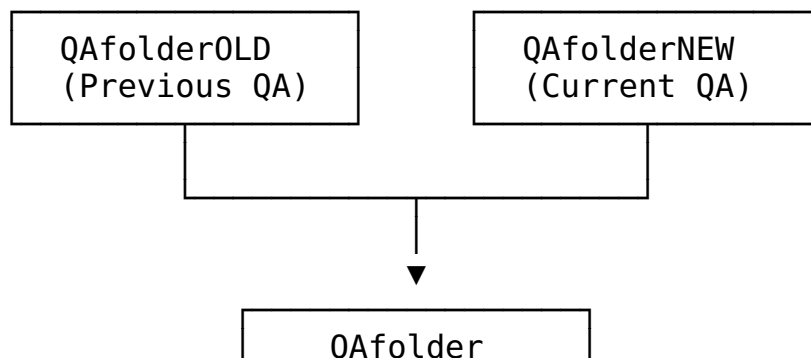 QAfolderOLD
(Previous QA)
QAfolderNEW
(Current QA)
QAfolder